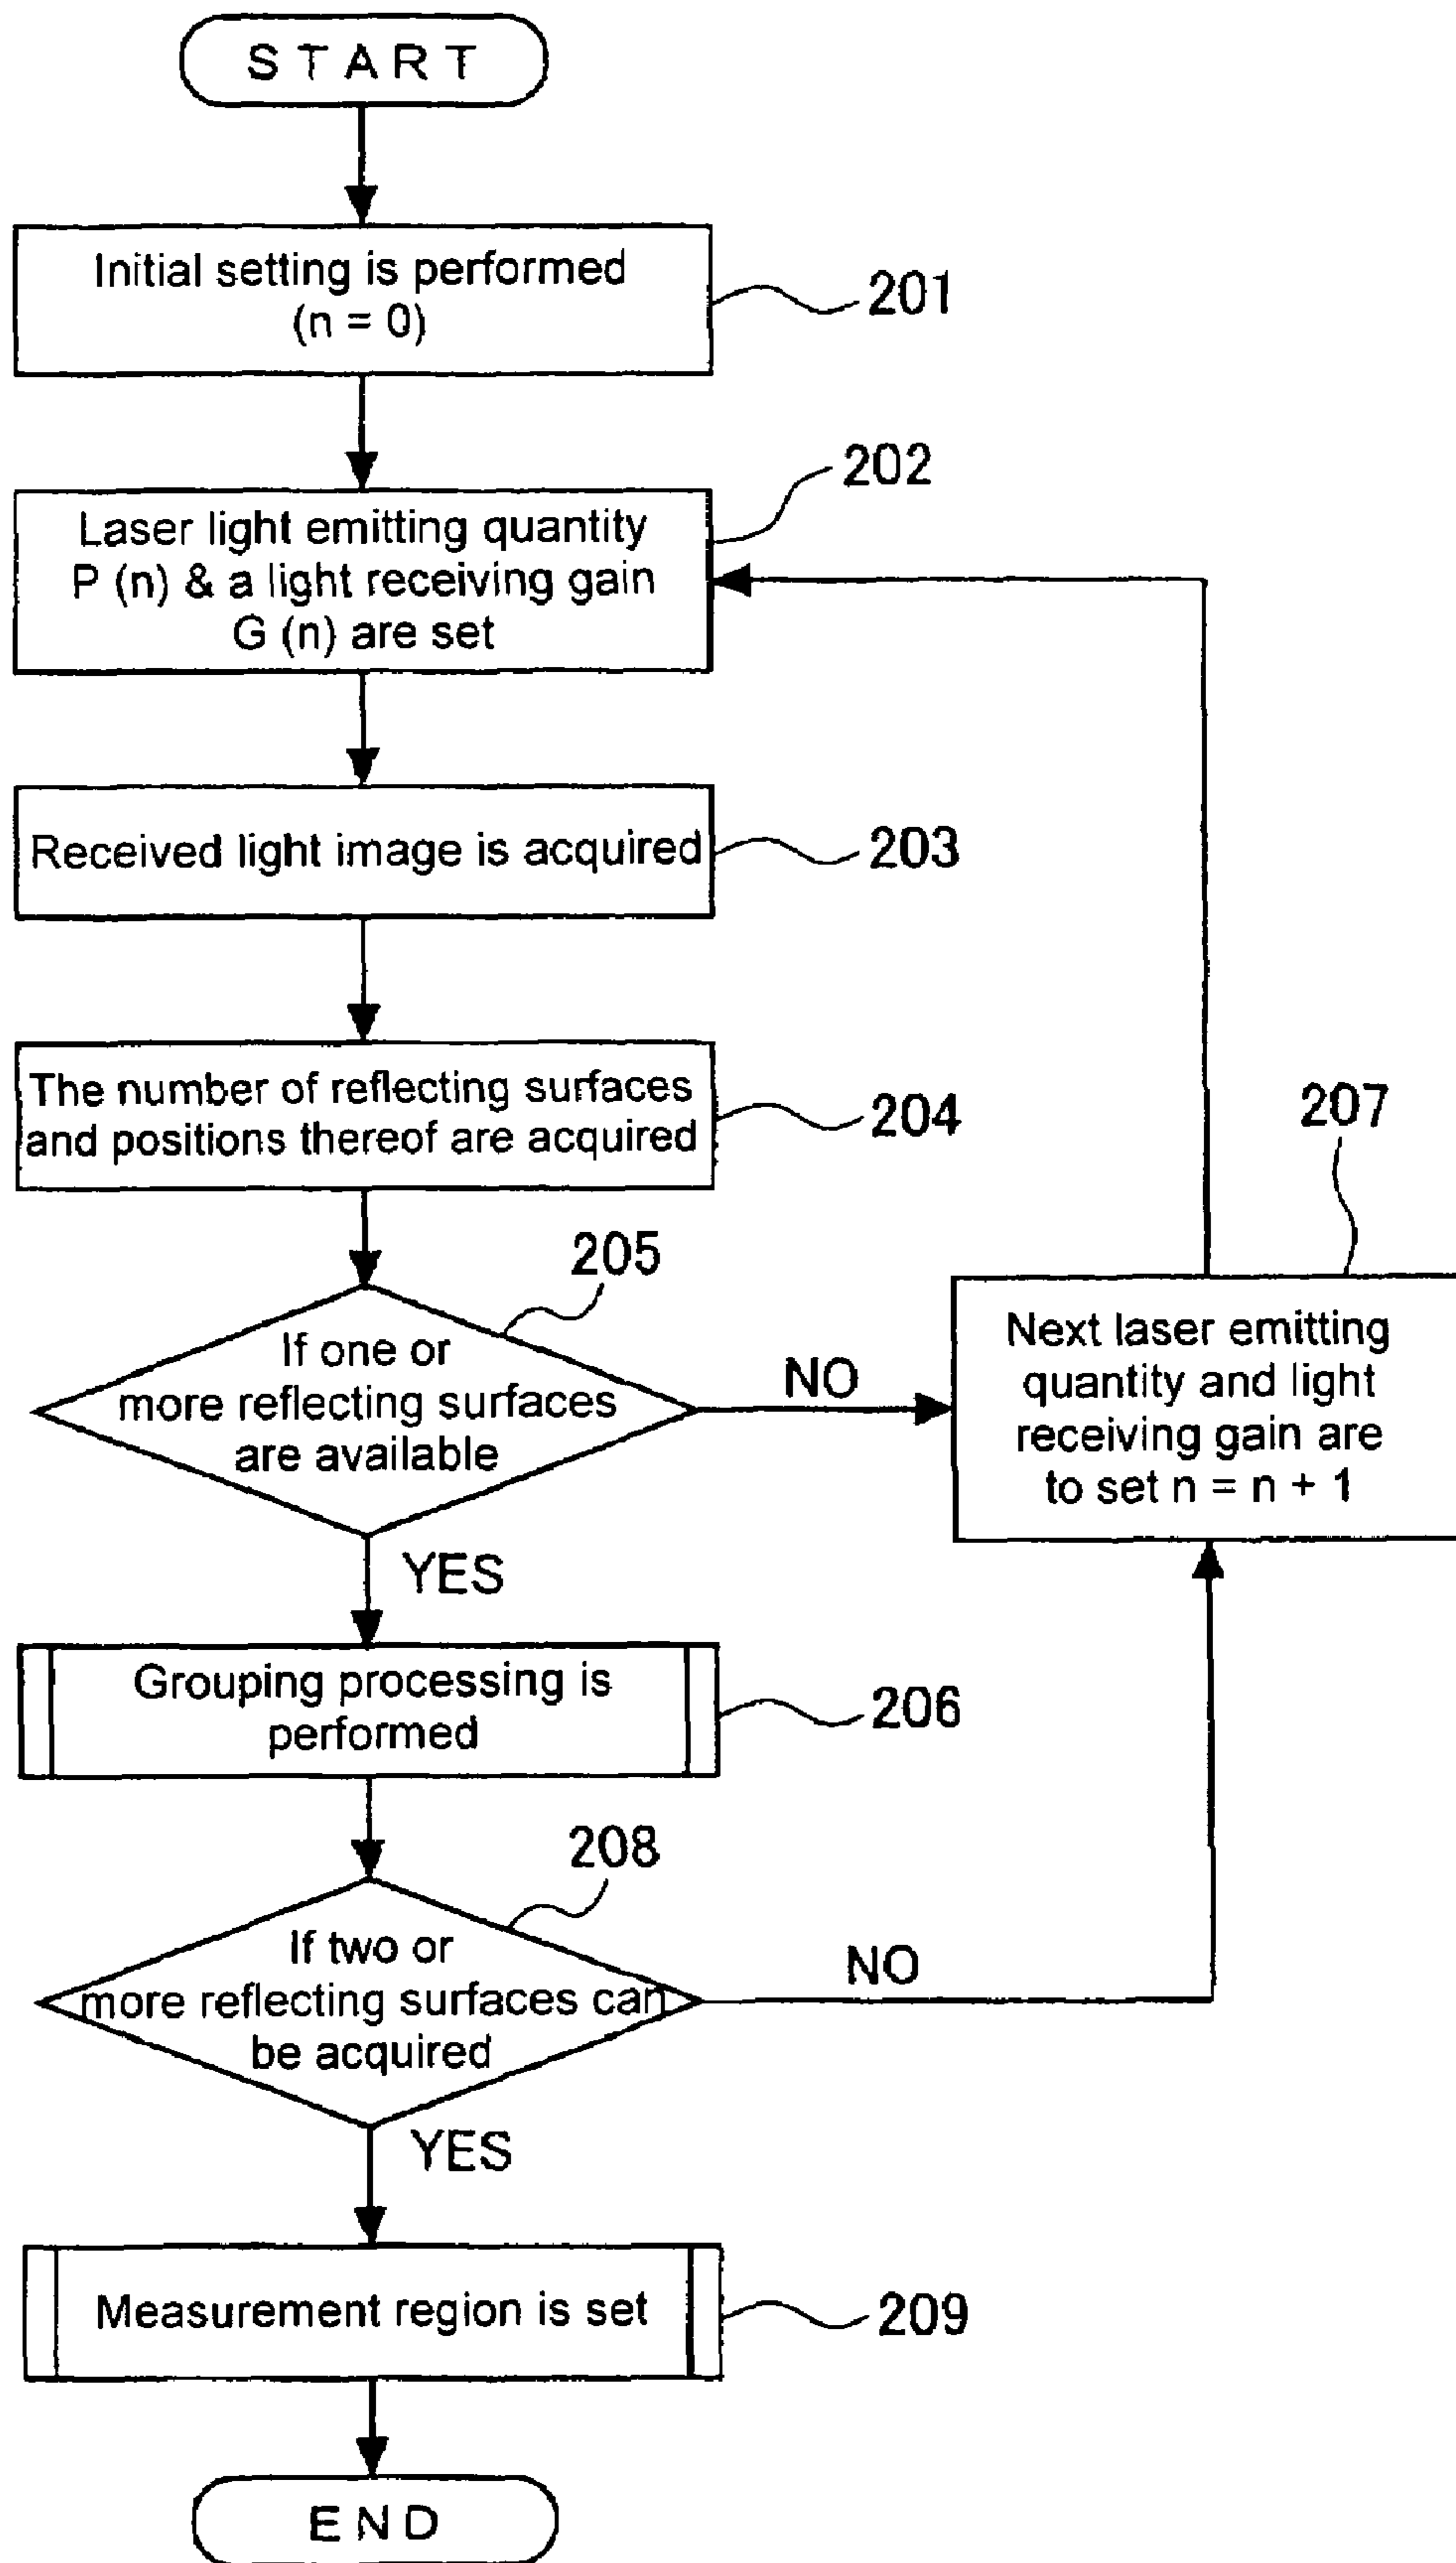 START
Initial setting is performed
(n = 0)
201
202
Laser light emitting quantity
P (n) & a light receiving gain
G (n) are set
Received light image is acquired
203
The number of reflecting surfaces
and positions thereof are acquired
204
205
If one or
more reflecting surfaces
are available
NO
YES
207
Next laser emitting
quantity and light
receiving gain are
to set n = n + 1
Grouping processing is
performed
206
208
If two or
more reflecting surfaces can
be acquired
NO
YES
Measurement region is set
209
END